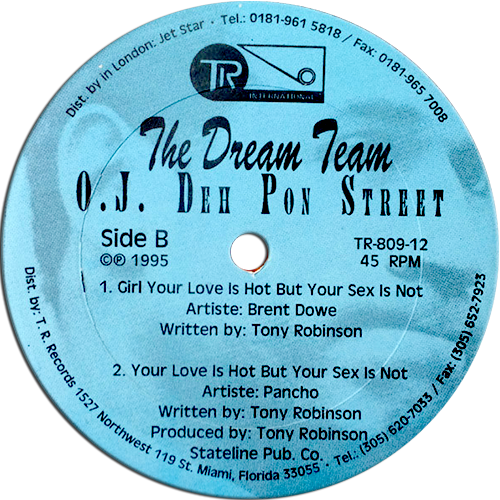 Dist. by in London: Jet Star · Tel.: 0181-961 5818 / Fax: 0181-965 7008
TR
INTERNATIONAL
The Dream Team
O.J. DEH PON STREET
Side B
TR-809-12
©℗ 1995
45 RPM
1. Girl Your Love Is Hot But Your Sex Is Not
Artiste: Brent Dowe
Written by: Tony Robinson
2. Your Love Is Hot But Your Sex Is Not
Artiste: Pancho
Written by: Tony Robinson
Produced by: Tony Robinson
Stateline Pub. Co.
Dist. by: T. R. Records 1527 Northwest 119 St. Miami, Florida 33055 · Tel.: (305) 620-7033 / Fax: (305) 652-7923